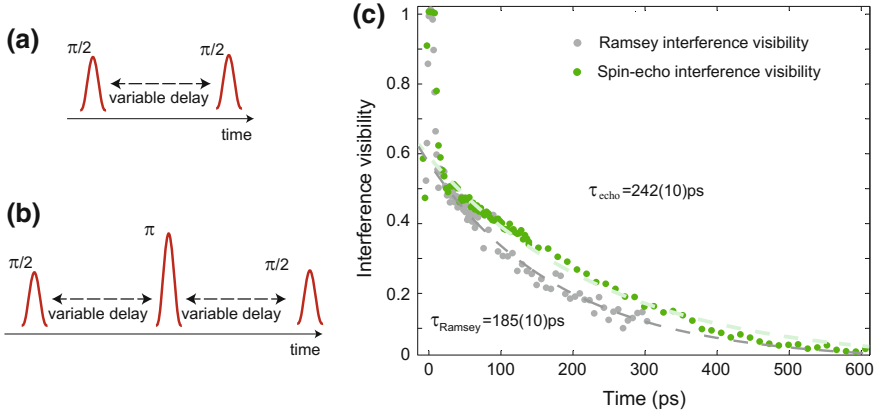 (a)
π/2
π/2
variable delay
time
(b)
π/2
π
π/2
variable delay
variable delay
time
(c)
Interference visibility
1
0.8
0.6
0.4
0.2
0
Ramsey interference visibility
Spin-echo interference visibility
τecho=242(10)ps
τRamsey=185(10)ps
0
100
200
300
400
500
600
Time (ps)